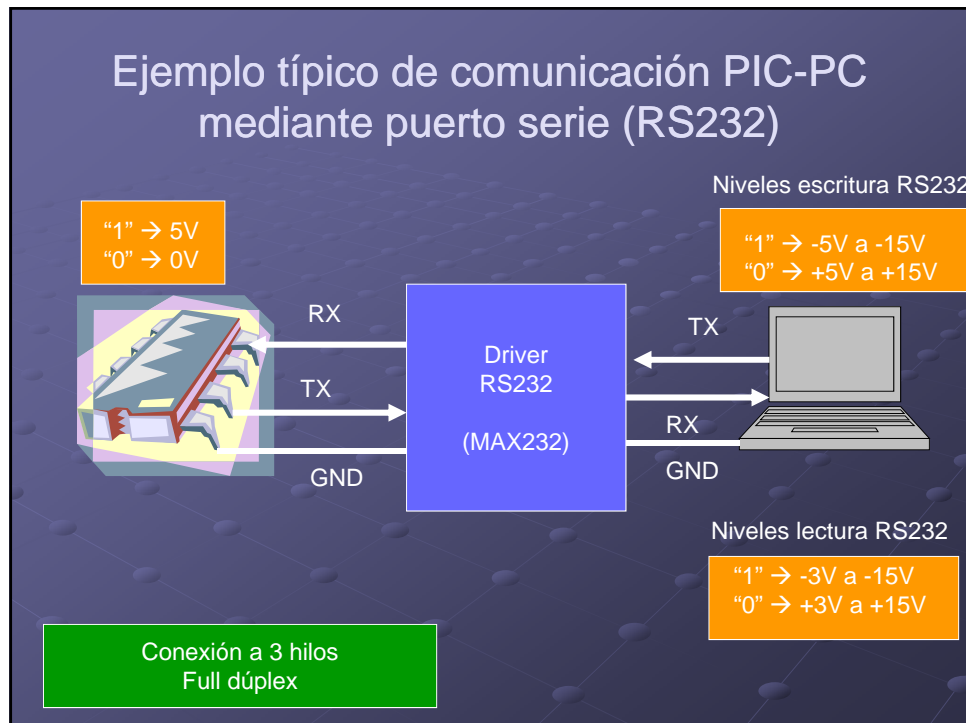 Ejemplo típico de comunicación PIC-PC
mediante puerto serie (RS232)
Niveles escritura RS232
“1” → 5V
“0” → 0V
“1” → -5V a -15V
“0” → +5V a +15V
RX
TX
GND
Driver
RS232
(MAX232)
TX
RX
GND
Niveles lectura RS232
“1” → -3V a -15V
“0” → +3V a +15V
Conexión a 3 hilos
Full dúplex